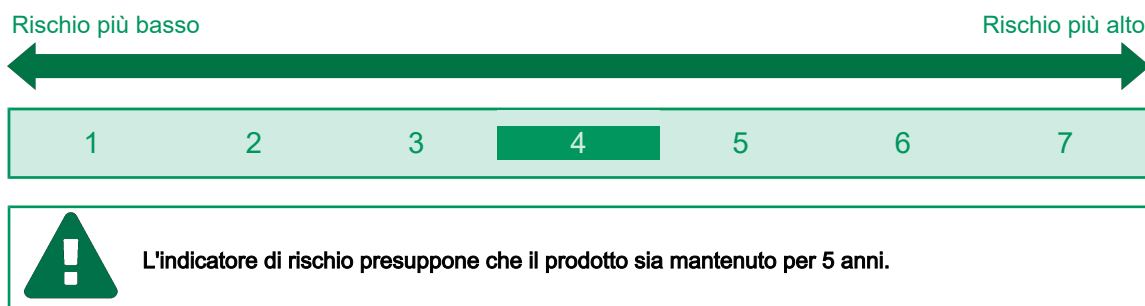 Rischio più basso Rischio più alto
1 2 3 4 5 6 7
L'indicatore di rischio presuppone che il prodotto sia mantenuto per 5 anni.